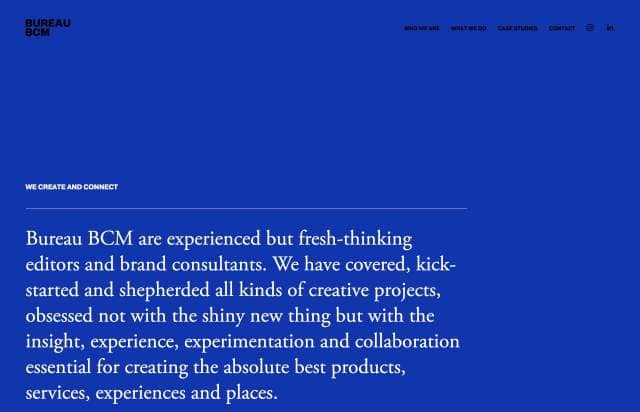 BUREAU
BCM
WHO WE ARE WHAT WE DO CASE STUDIES CONTACT
WE CREATE AND CONNECT
Bureau BCM are experienced but fresh-thinking
editors and brand consultants. We have covered, kick-
started and shepherded all kinds of creative projects,
obsessed not with the shiny new thing but with the
insight, experience, experimentation and collaboration
essential for creating the absolute best products,
services, experiences and places.